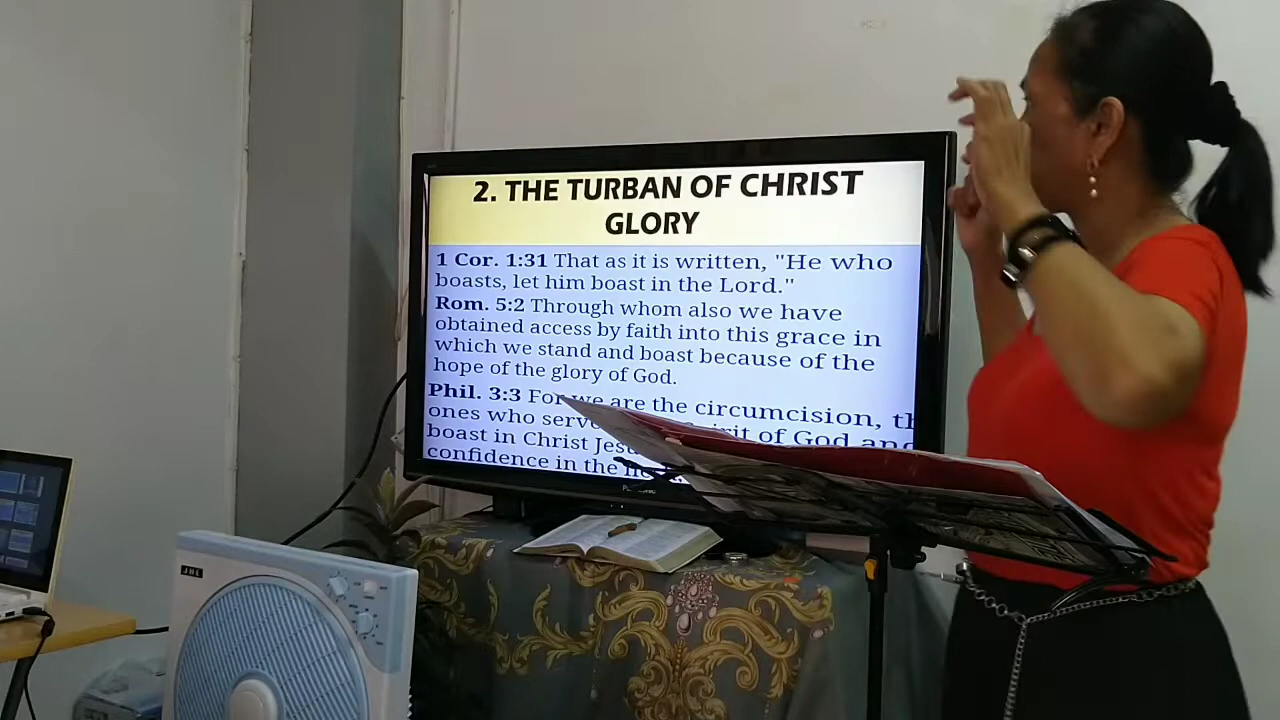 2. THE TURBAN OF CHRIST
GLORY
1 Cor. 1:31 That as it is written, "He who
boasts, let him boast in the Lord."
Rom. 5:2 Through whom also we have
obtained access by faith into this grace in
which we stand and boast because of the
hope of the glory of God.
Phil. 3:3 For we are the circumcision,
ones who of God and
boast in Christ
confidence in the
JHE